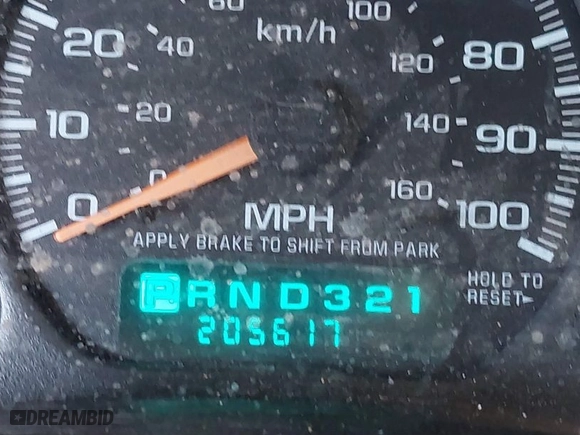 60 100
20 40 km/h 120 80
10 20 140 90
0 0 160 100
MPH
APPLY BRAKE TO SHIFT FROM PARK
HOLD TO
RESET
P R N D 3 2 1
205617
DREAMBID